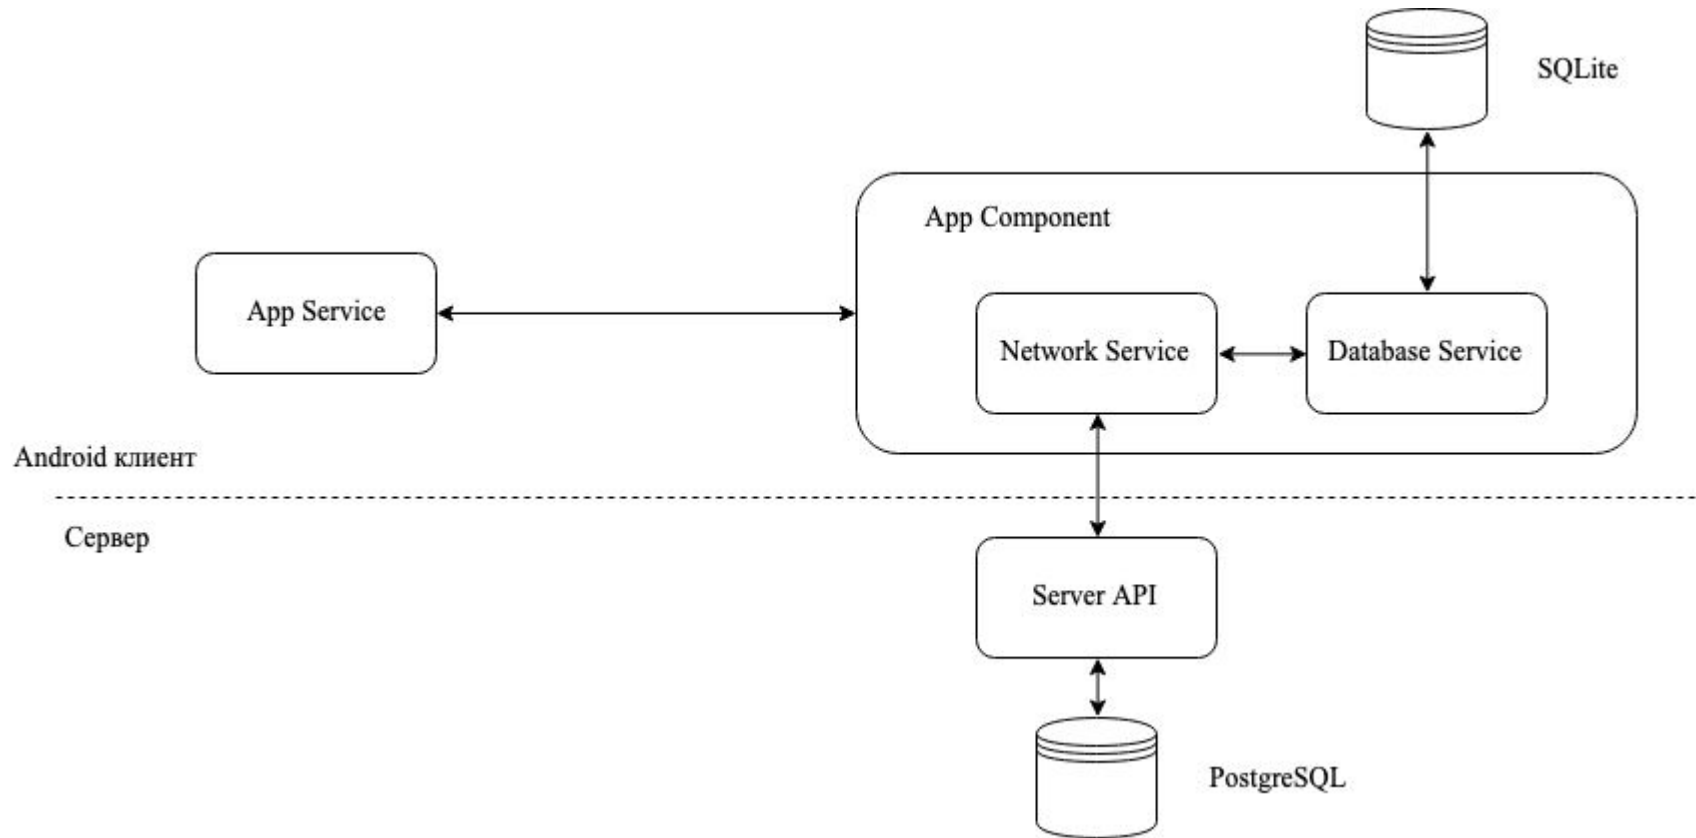 SQLite
App Component
App Service
Network Service
Database Service
Android клиент
Сервер
Server API
PostgreSQL